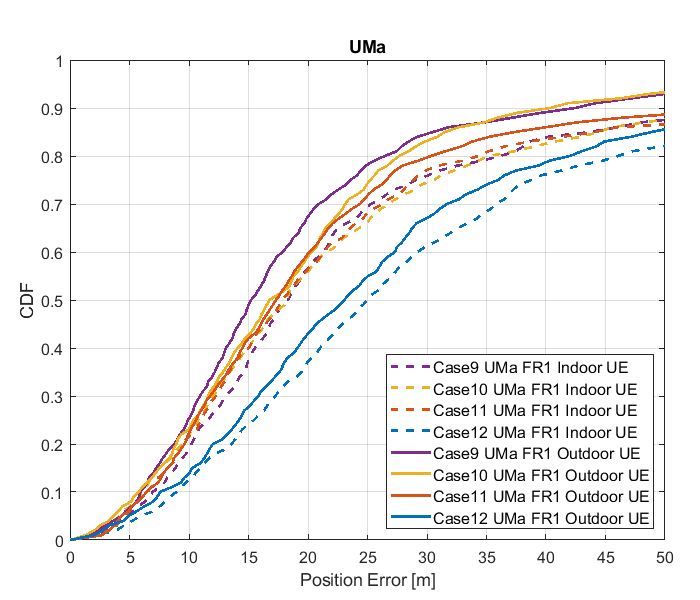 UMa
1
0.9
0.8
0.7
0.6
0.5
0.4
0.3
0.2
0.1
0
CDF
Case9 UMa FR1 Indoor UE
Case10 UMa FR1 Indoor UE
Case11 UMa FR1 Indoor UE
Case12 UMa FR1 Indoor UE
Case9 UMa FR1 Outdoor UE
Case10 UMa FR1 Outdoor UE
Case11 UMa FR1 Outdoor UE
Case12 UMa FR1 Outdoor UE
0 5 10 15 20 25 30 35 40 45 50
Position Error [m]